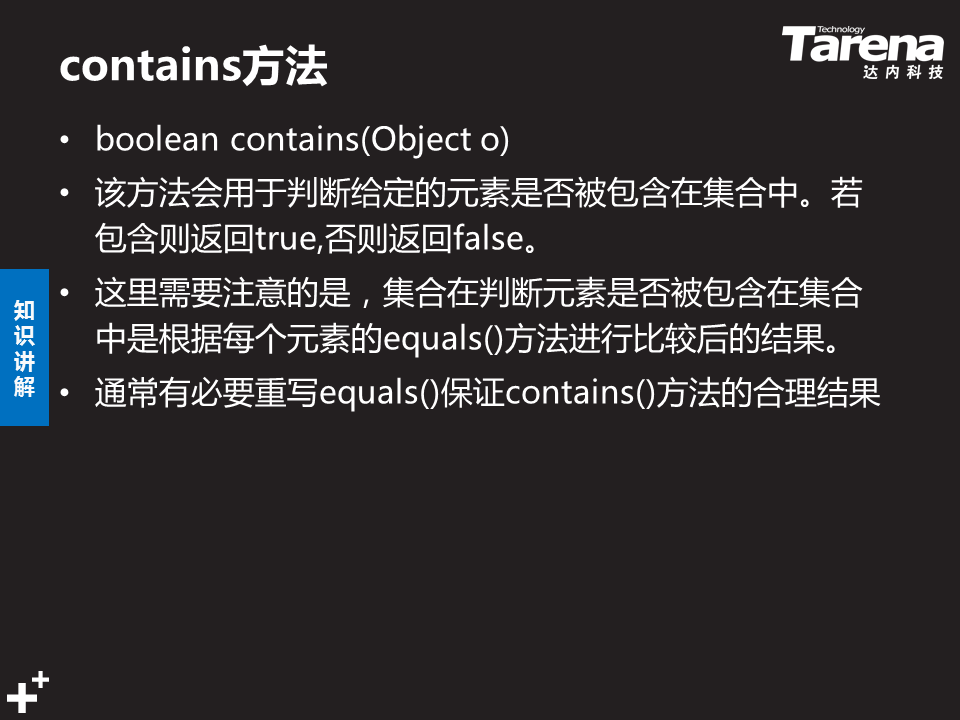 contains方法
Technology
Tarena
达内科技
• boolean contains(Object o)
• 该方法会用于判断给定的元素是否被包含在集合中。若
包含则返回true,否则返回false。
• 这里需要注意的是，集合在判断元素是否被包含在集合
中是根据每个元素的equals()方法进行比较后的结果。
• 通常有必要重写equals()保证contains()方法的合理结果
知
识
讲
解